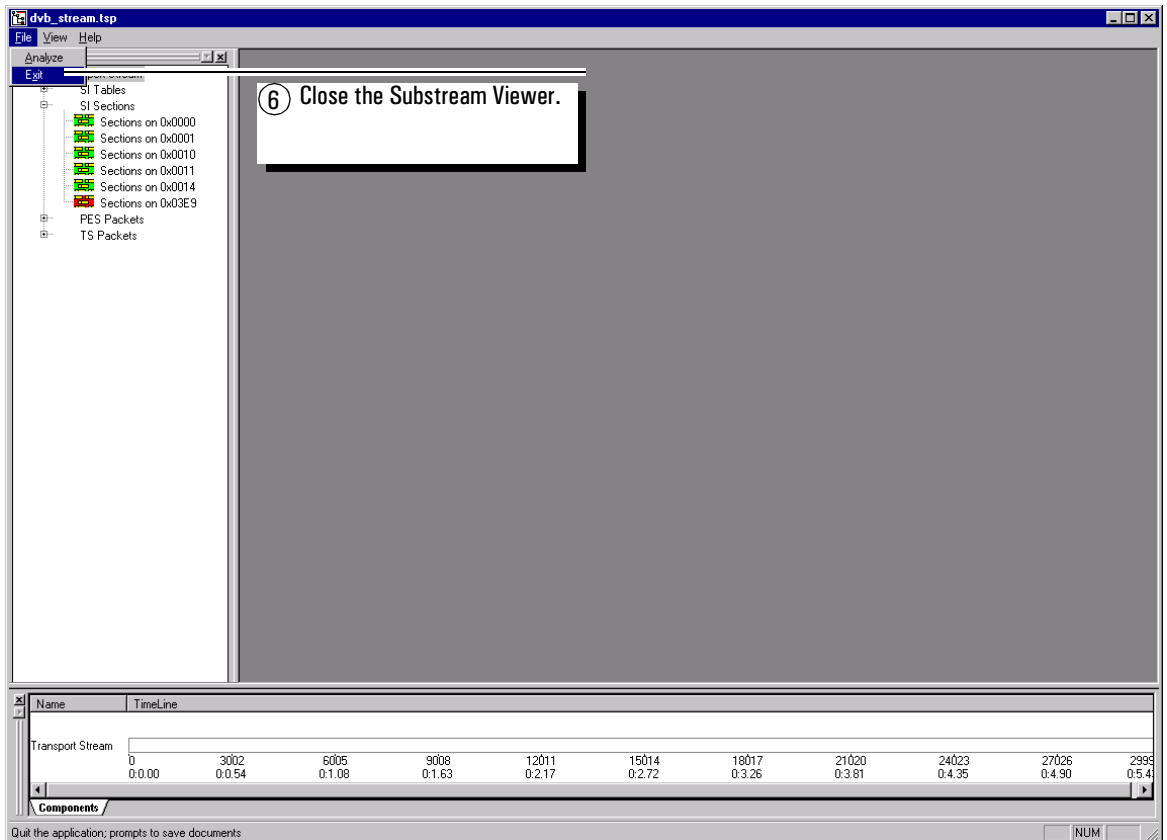 dvb_stream.tsp
File View Help
Analyze
Exit
SI Tables
SI Sections
Sections on 0x0000
Sections on 0x0001
Sections on 0x0010
Sections on 0x0011
Sections on 0x0014
Sections on 0x03E9
PES Packets
TS Packets
6 Close the Substream Viewer.
Name TimeLine
Transport Stream
0 3002 6005 9008 12011 15014 18017 21020 24023 27026 2999
0:0.00 0:0.54 0:1.08 0:1.63 0:2.17 0:2.72 0:3.26 0:3.81 0:4.35 0:4.90 0:5.4
Components
Quit the application; prompts to save documents
NUM